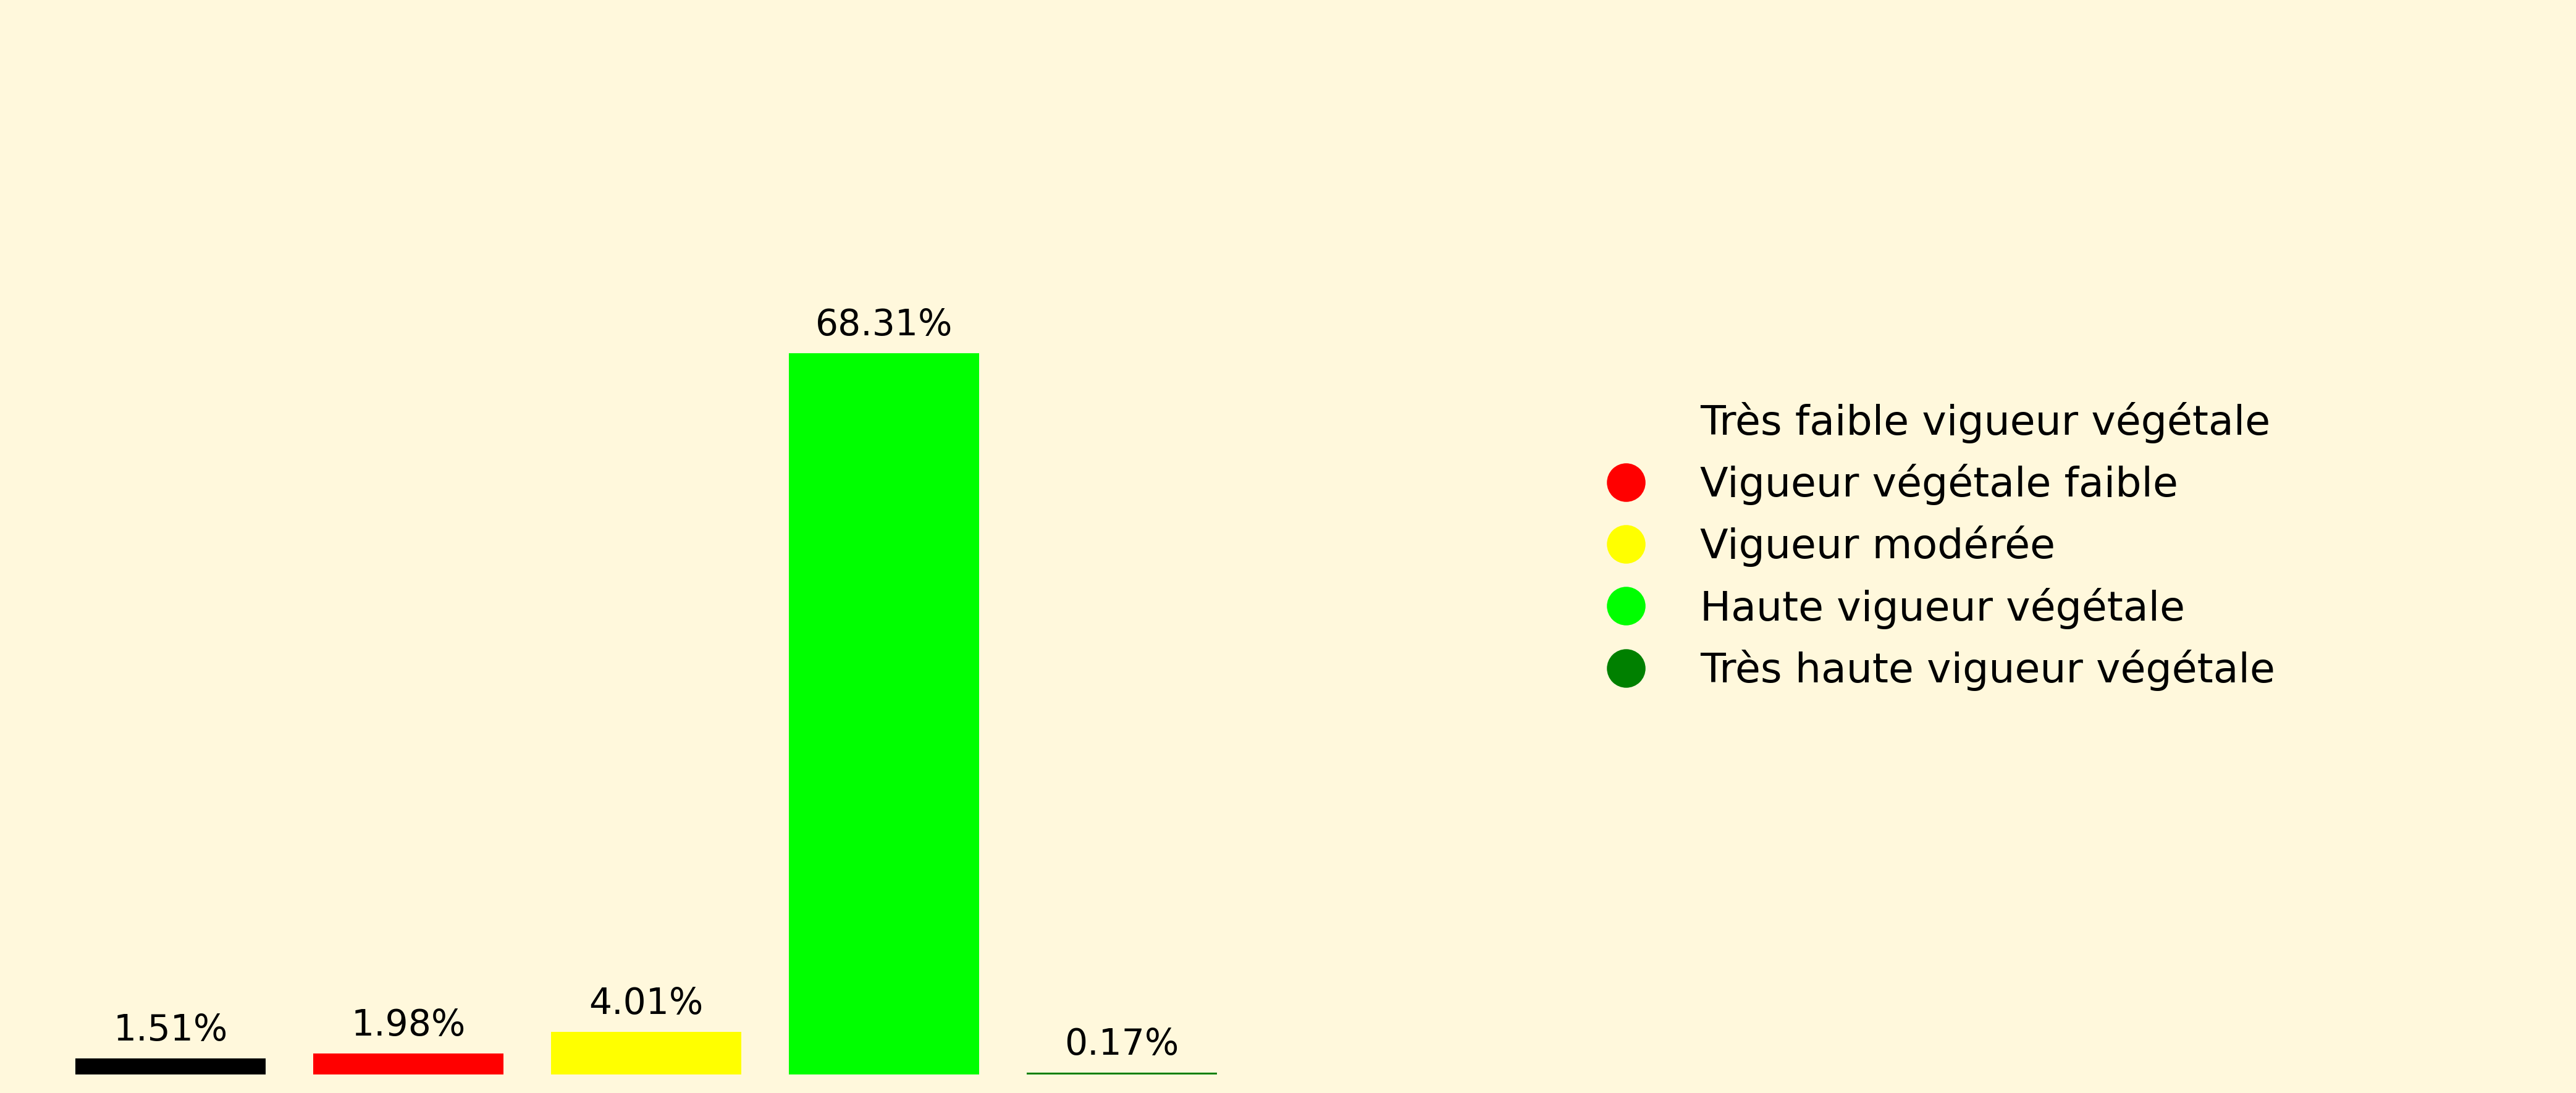 68.31%
1.51%
1.98%
4.01%
0.17%
Très faible vigueur végétale
Vigueur végétale faible
Vigueur modérée
Haute vigueur végétale
Très haute vigueur végétale